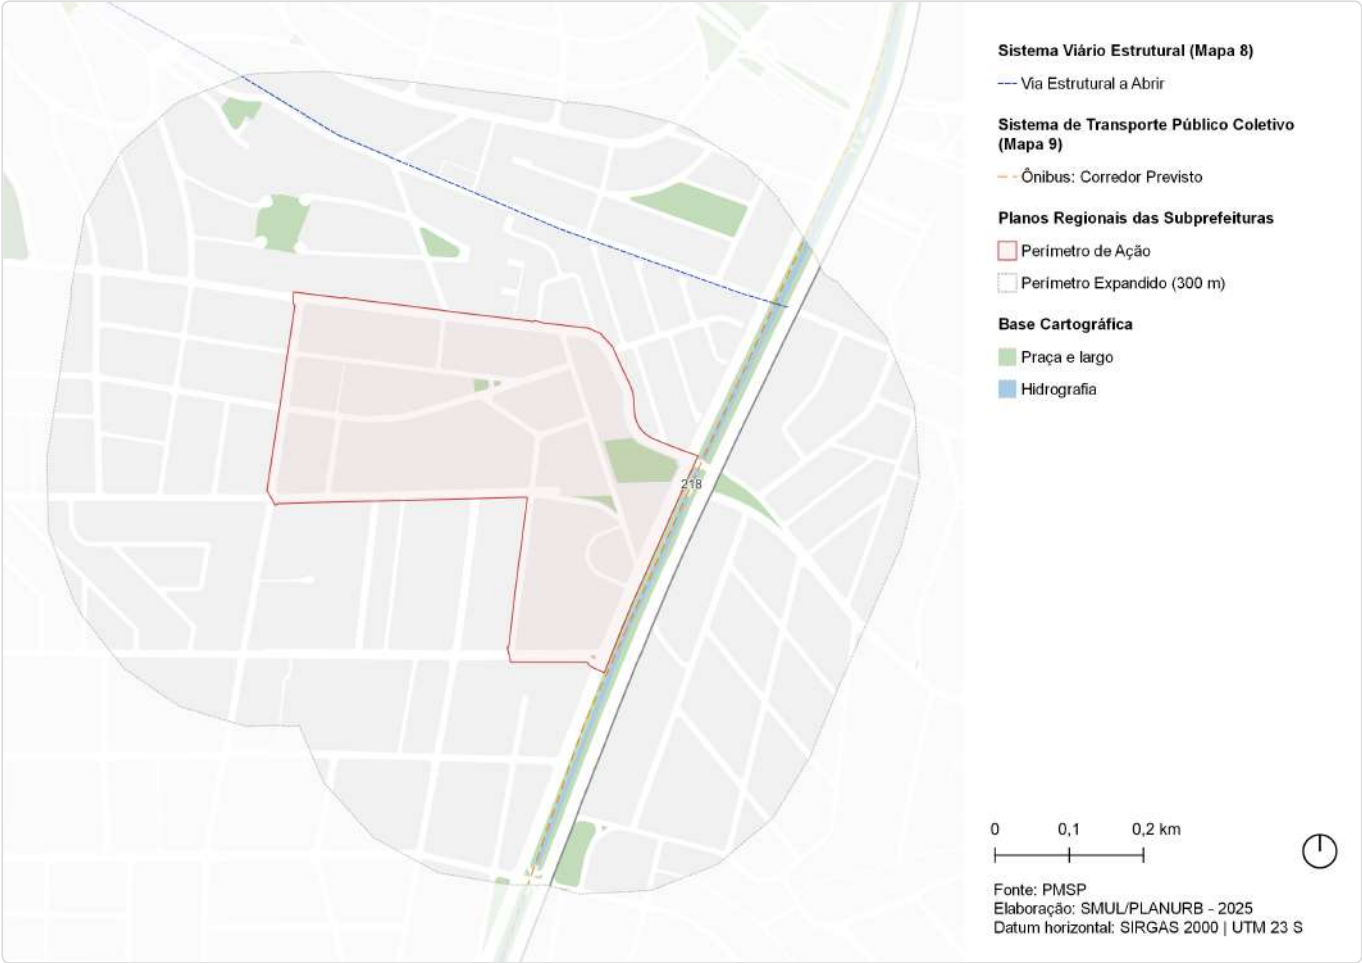 Sistema Viário Estrutural (Mapa 8)
Via Estrutural a Abrir
Sistema de Transporte Público Coletivo
(Mapa 9)
Ônibus: Corredor Previsto
Planos Regionais das Subprefeituras
Perímetro de Ação
Perímetro Expandido (300 m)
Base Cartográfica
Praça e largo
Hidrografia
218
0 0,1 0,2 km
Fonte: PMSP
Elaboração: SMUL/PLANURB - 2025
Datum horizontal: SIRGAS 2000 | UTM 23 S